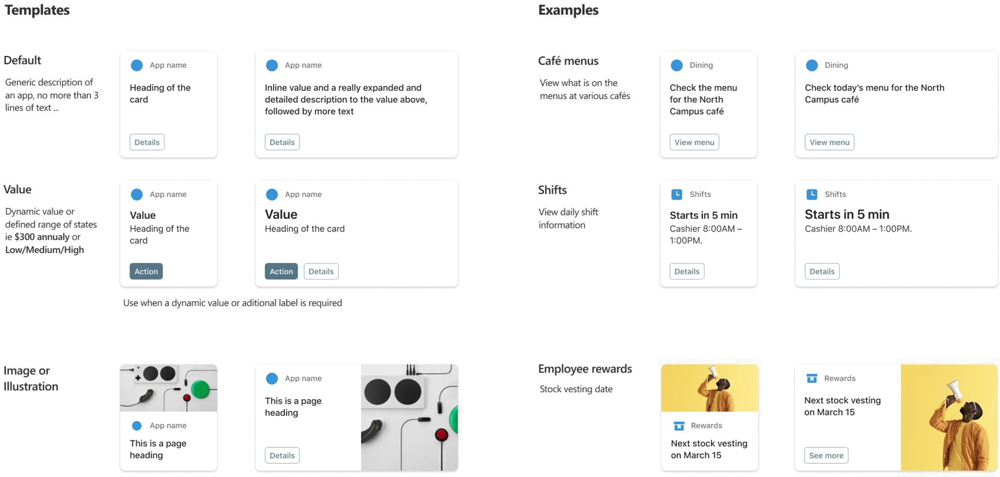 Templates
Examples
Default
Generic description of
an app, no more than 3
lines of text ...
App name
Heading of the
card
Details
App name
Inline value and a really expanded and
detailed description to the value above,
followed by more text
Details
Café menus
View what is on the
menus at various cafés
Dining
Check the menu
for the North
Campus café
View menu
Dining
Check today’s menu for the North
Campus café
View menu
Value
Dynamic value or
defined range of states
ie $300 annualy or
Low/Medium/High
App name
Value
Heading of the
card
Action
App name
Value
Heading of the card
Action Details
Use when a dynamic value or aditional label is required
Shifts
View daily shift
information
Shifts
Starts in 5 min
Cashier 8:00AM –
1:00PM.
Details
Shifts
Starts in 5 min
Cashier 8:00AM – 1:00PM.
Details
Image or
Illustration
App name
This is a page
heading
App name
This is a page
heading
Details
Employee rewards
Stock vesting date
Rewards
Next stock vesting
on March 15
Rewards
Next stock vesting
on March 15
See more